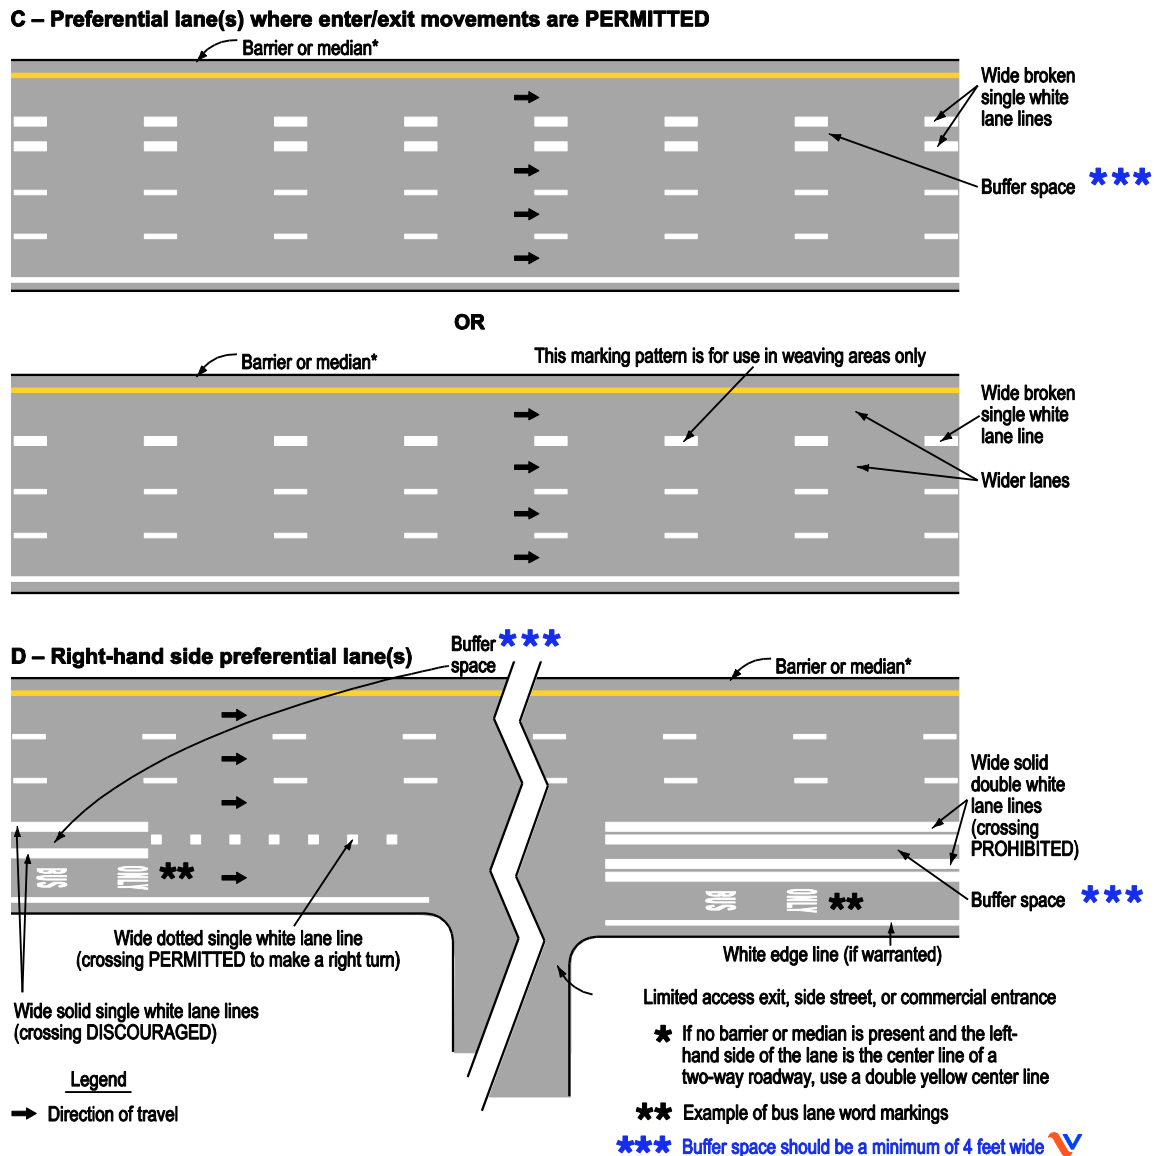 C – Preferential lane(s) where enter/exit movements are PERMITTED
Barrier or median*
Wide broken
single white
lane lines
Buffer space ***
OR
Barrier or median*
This marking pattern is for use in weaving areas only
Wide broken
single white
lane line
Wider lanes
D – Right-hand side preferential lane(s)
Buffer ***
space
Barrier or median*
Wide solid
double white
lane lines
(crossing
PROHIBITED)
BUS ONLY **
BUS ONLY **
Buffer space ***
Wide dotted single white lane line
(crossing PERMITTED to make a right turn)
White edge line (if warranted)
Wide solid single white lane lines
(crossing DISCOURAGED)
Limited access exit, side street, or commercial entrance
* If no barrier or median is present and the left-
hand side of the lane is the center line of a
two-way roadway, use a double yellow center line
Legend
Direction of travel
** Example of bus lane word markings
*** Buffer space should be a minimum of 4 feet wide